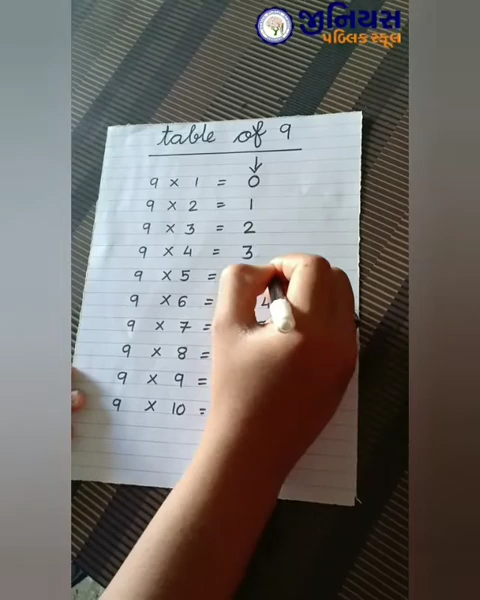 જીનિયસ
પબ્લિક સ્કૂલ
table of 9
↓
9 × 1 = 0
9 × 2 = 1
9 × 3 = 2
9 × 4 = 3
9 × 5 =
9 × 6 = 4
9 × 7 =
9 × 8 =
9 × 9 =
9 × 10 =